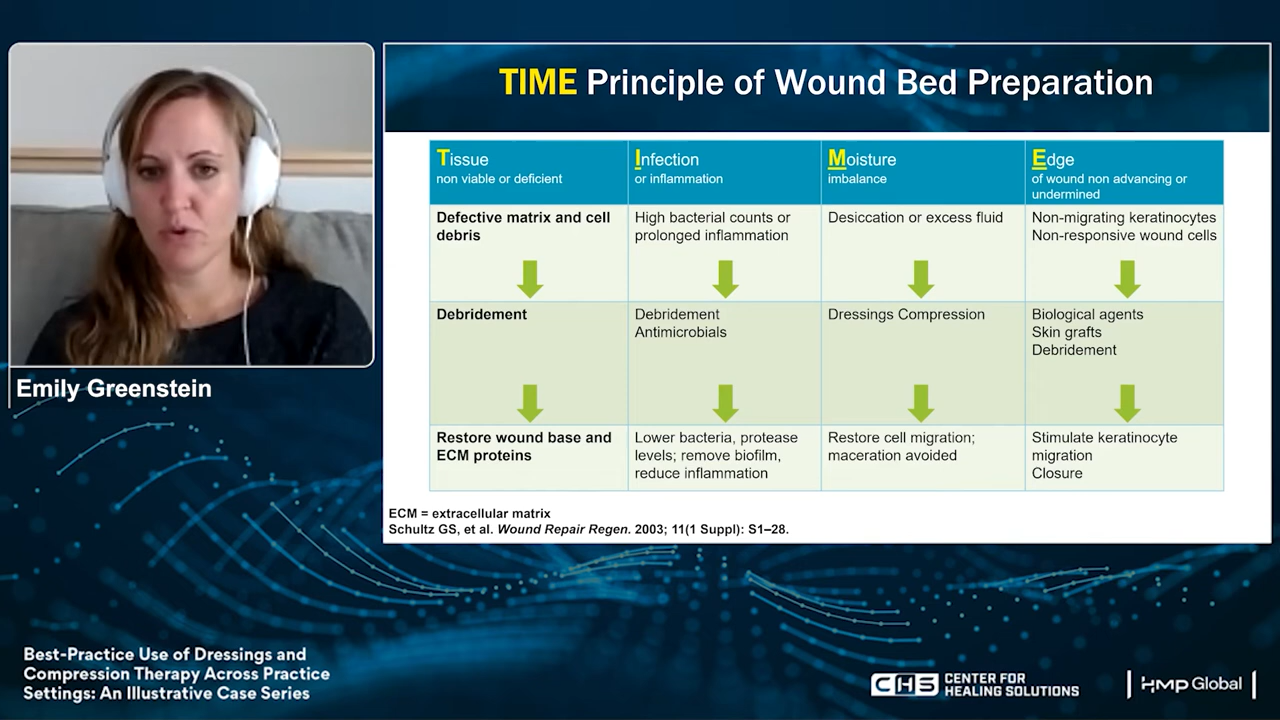 TIME Principle of Wound Bed Preparation
Tissue
non viable or deficient
Infection
or inflammation
Moisture
imbalance
Edge
of wound non advancing or
undermined
Defective matrix and cell
debris
High bacterial counts or
prolonged inflammation
Desiccation or excess fluid
Non-migrating keratinocytes
Non-responsive wound cells
Debridement
Debridement
Antimicrobials
Dressings Compression
Biological agents
Skin grafts
Debridement
Restore wound base and
ECM proteins
Lower bacteria, protease
levels; remove biofilm,
reduce inflammation
Restore cell migration;
maceration avoided
Stimulate keratinocyte
migration
Closure
ECM = extracellular matrix
Schultz GS, et al. Wound Repair Regen. 2003; 11(1 Suppl): S1–28.
Emily Greenstein
Best-Practice Use of Dressings and
Compression Therapy Across Practice
Settings: An Illustrative Case Series
CHS CENTER FOR
HEALING SOLUTIONS
HMP Global